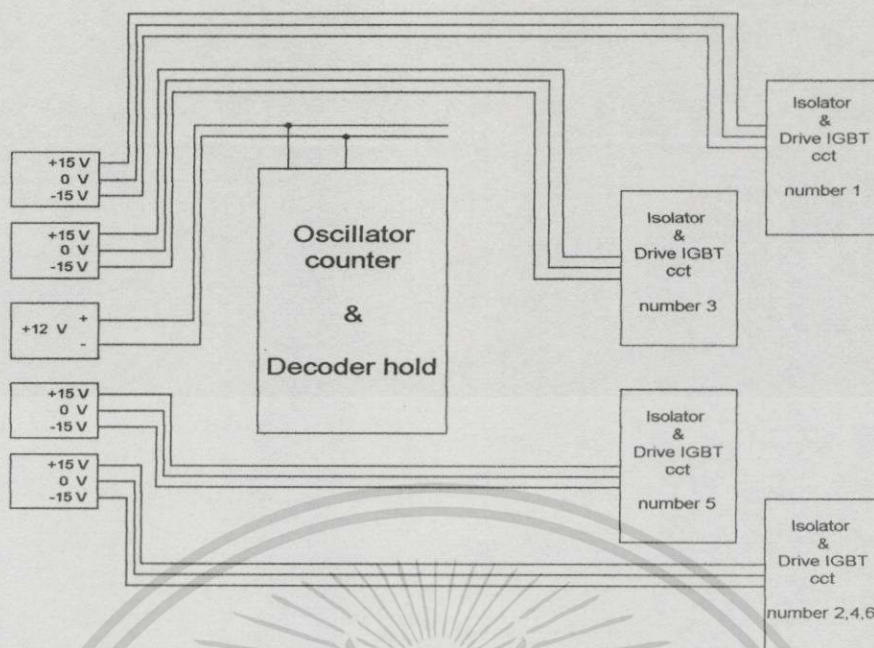 +15 V
0 V
-15 V
+15 V
0 V
-15 V
+12 V +
-
+15 V
0 V
-15 V
+15 V
0 V
-15 V
Oscillator
counter
&
Decoder hold
Isolator
&
Drive IGBT
cct
number 1
Isolator
&
Drive IGBT
cct
number 3
Isolator
&
Drive IGBT
cct
number 5
Isolator
&
Drive IGBT
cct
number 2,4,6